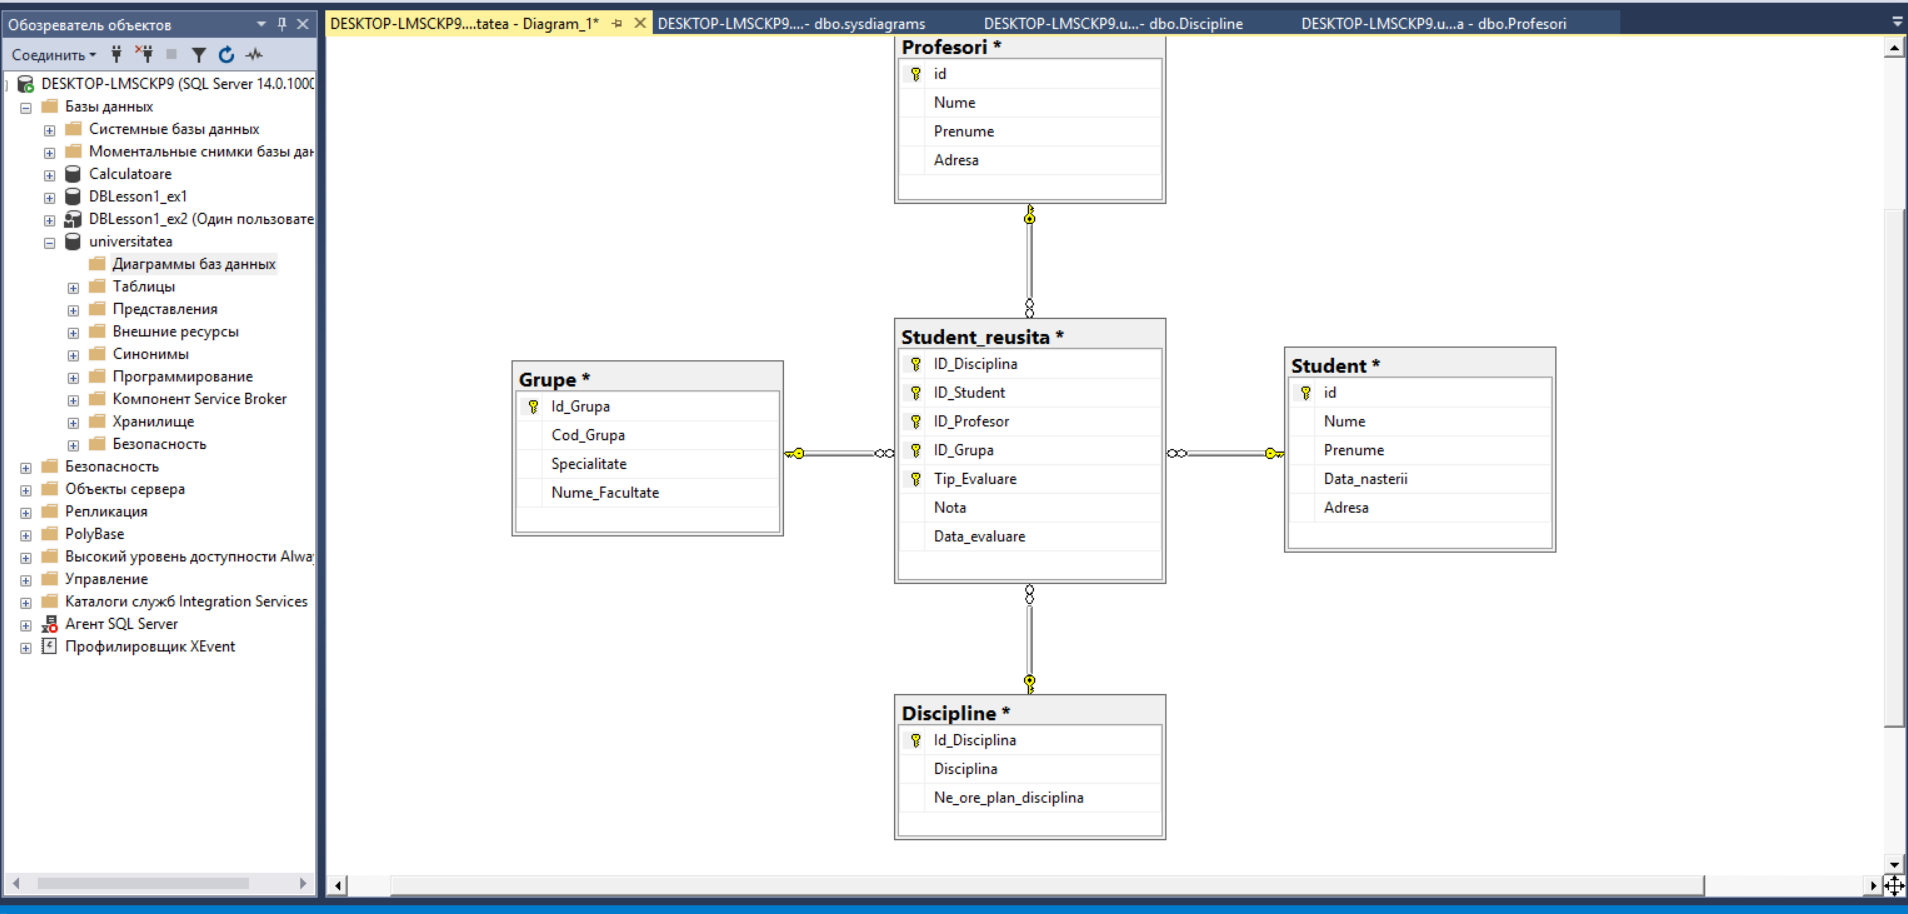 Обозреватель объектов
Соединить
DESKTOP-LMSCKP9 (SQL Server 14.0.1000
Базы данных
Системные базы данных
Моментальные снимки базы дан
Calculatoare
DBLesson1_ex1
DBLesson1_ex2 (Один пользовате
universitatea
Диаграммы баз данных
Таблицы
Представления
Внешние ресурсы
Синонимы
Программирование
Компонент Service Broker
Хранилище
Безопасность
Безопасность
Объекты сервера
Репликация
PolyBase
Высокий уровень доступности Alwa
Управление
Каталоги служб Integration Services
Агент SQL Server
Профилировщик XEvent
DESKTOP-LMSCKP9....tatea - Diagram_1*
DESKTOP-LMSCKP9....- dbo.sysdiagrams
DESKTOP-LMSCKP9.u...- dbo.Discipline
DESKTOP-LMSCKP9.u...a - dbo.Profesori
Profesori *
id
Nume
Prenume
Adresa
Grupe *
Id_Grupa
Cod_Grupa
Specialitate
Nume_Facultate
Student_reusita *
ID_Disciplina
ID_Student
ID_Profesor
ID_Grupa
Tip_Evaluare
Nota
Data_evaluare
Student *
id
Nume
Prenume
Data_nasterii
Adresa
Discipline *
Id_Disciplina
Disciplina
Ne_ore_plan_disciplina